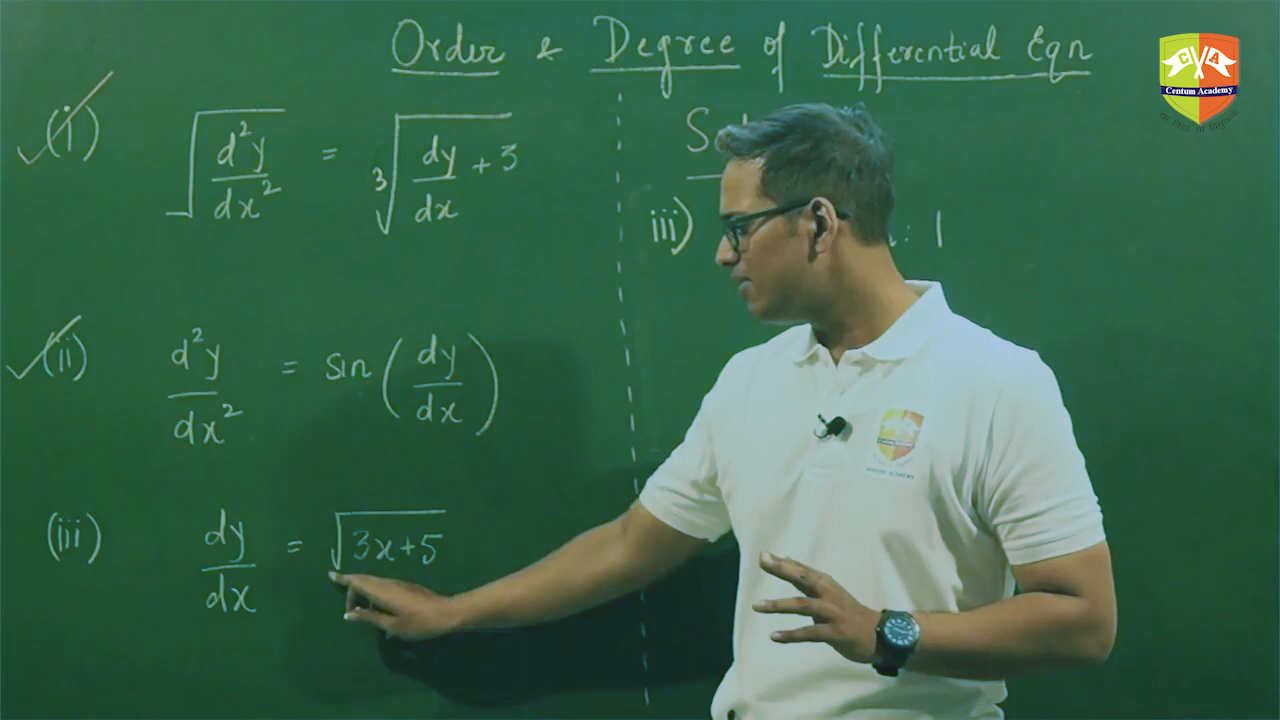 Order & Degree of Differential Eqn
(i) √(d²y/dx²) = ∛(dy/dx + 3)
(ii) d²y/dx² = sin(dy/dx)
(iii) dy/dx = √(3x+5)
iii) : 1
CA
Centum Academy